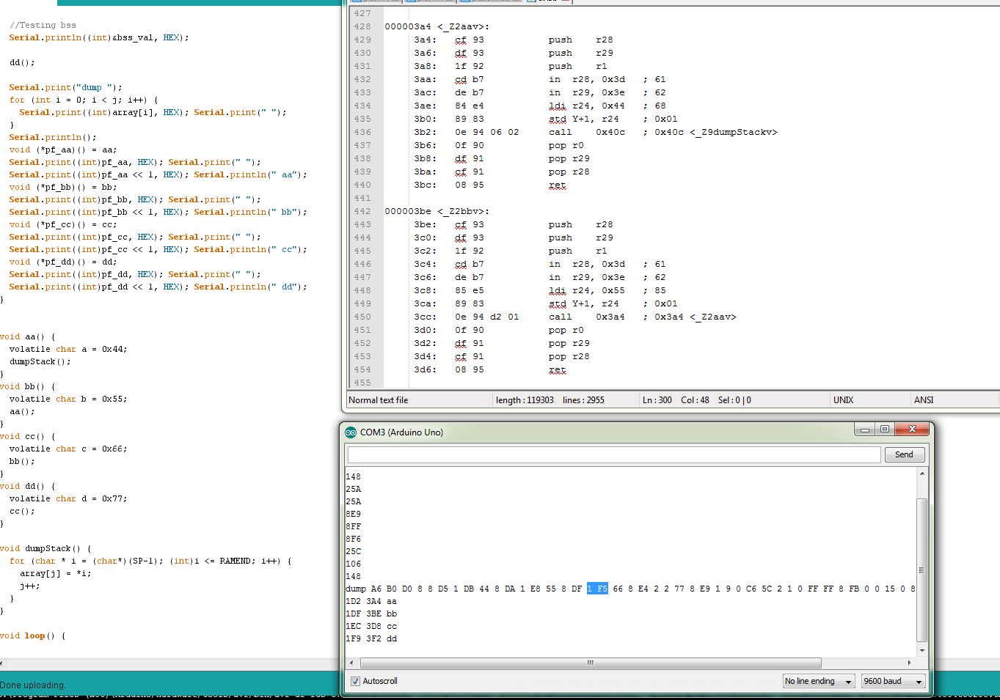 //Testing bss
Serial.println((int)&bss_val, HEX);
dd();
Serial.print("dump ");
for (int i = 0; i < j; i++) {
Serial.print((int)array[i], HEX); Serial.print(" ");
}
Serial.println();
void (*pf_aa)() = aa;
Serial.print((int)pf_aa, HEX); Serial.print(" ");
Serial.print((int)pf_aa << 1, HEX); Serial.println(" aa");
void (*pf_bb)() = bb;
Serial.print((int)pf_bb, HEX); Serial.print(" ");
Serial.print((int)pf_bb << 1, HEX); Serial.println(" bb");
void (*pf_cc)() = cc;
Serial.print((int)pf_cc, HEX); Serial.print(" ");
Serial.print((int)pf_cc << 1, HEX); Serial.println(" cc");
void (*pf_dd)() = dd;
Serial.print((int)pf_dd, HEX); Serial.print(" ");
Serial.print((int)pf_dd << 1, HEX); Serial.println(" dd");
}
void aa() {
volatile char a = 0x44;
dumpStack();
}
void bb() {
volatile char b = 0x55;
aa();
}
void cc() {
volatile char c = 0x66;
bb();
}
void dd() {
volatile char d = 0x77;
cc();
}
void dumpStack() {
for (char * i = (char*)(SP-1); (int)i <= RAMEND; i++) {
array[j] = *i;
j++;
}
}
void loop() {
Done uploading.
427
428 000003a4 <_Z2aav>:
429 3a4: cf 93 push r28
430 3a6: df 93 push r29
431 3a8: 1f 92 push r1
432 3aa: cd b7 in r28, 0x3d ; 61
433 3ac: de b7 in r29, 0x3e ; 62
434 3ae: 84 e4 ldi r24, 0x44 ; 68
435 3b0: 89 83 std Y+1, r24 ; 0x01
436 3b2: 0e 94 06 02 call 0x40c ; 0x40c <_Z9dumpStackv>
437 3b6: 0f 90 pop r0
438 3b8: df 91 pop r29
439 3ba: cf 91 pop r28
440 3bc: 08 95 ret
441
442 000003be <_Z2bbv>:
443 3be: cf 93 push r28
444 3c0: df 93 push r29
445 3c2: 1f 92 push r1
446 3c4: cd b7 in r28, 0x3d ; 61
447 3c6: de b7 in r29, 0x3e ; 62
448 3c8: 85 e5 ldi r24, 0x55 ; 85
449 3ca: 89 83 std Y+1, r24 ; 0x01
450 3cc: 0e 94 d2 01 call 0x3a4 ; 0x3a4 <_Z2aav>
451 3d0: 0f 90 pop r0
452 3d2: df 91 pop r29
453 3d4: cf 91 pop r28
454 3d6: 08 95 ret
455
Normal text file length : 119303 lines : 2955 Ln : 300 Col : 48 Sel : 0 | 0 UNIX ANSI
COM3 (Arduino Uno)
Send
148
25A
25A
8E9
8FF
8F6
25C
106
148
dump A6 B0 D0 8 8 D5 1 DB 44 8 DA 1 E8 55 8 DF 1 F5 66 8 E4 2 2 77 8 E9 1 9 0 C6 5C 2 1 0 FF FF 8 FB 0 0 15 0 8
1D2 3A4 aa
1DF 3BE bb
1EC 3D8 cc
1F9 3F2 dd
Autoscroll No line ending 9600 baud